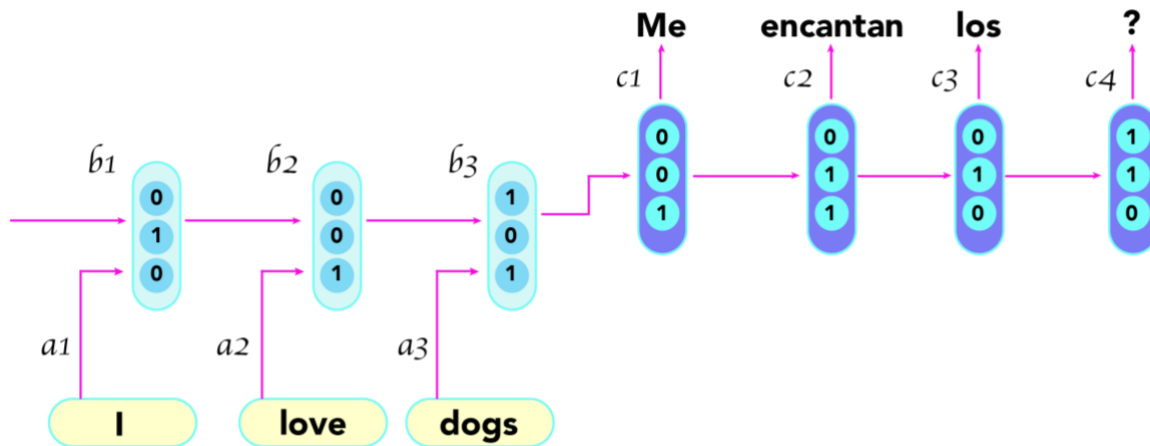 Me encantan los ?
c1 c2 c3 c4
0 0 0 1
b1 b2 b3
0 1 1 1
0 0 1
1 1 0 0
1 0 0
0 1 1
a1 a2 a3
I love dogs